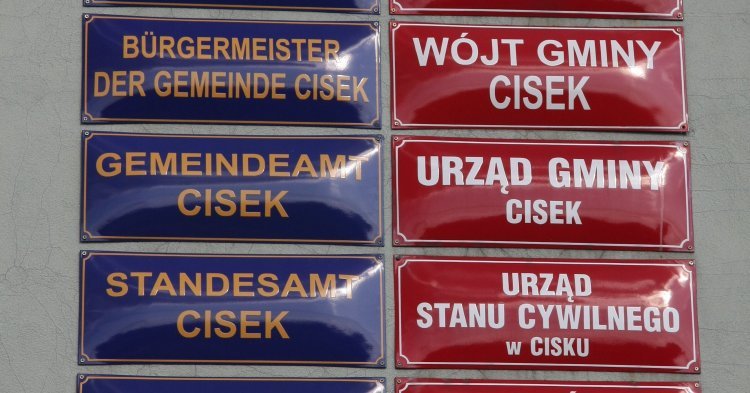 BÜRGERMEISTER
DER GEMEINDE CISEK
WÓJT GMINY
CISEK
GEMEINDEAMT
CISEK
URZĄD GMINY
CISEK
STANDESAMT
CISEK
URZĄD
STANU CYWILNEGO
w CISKU